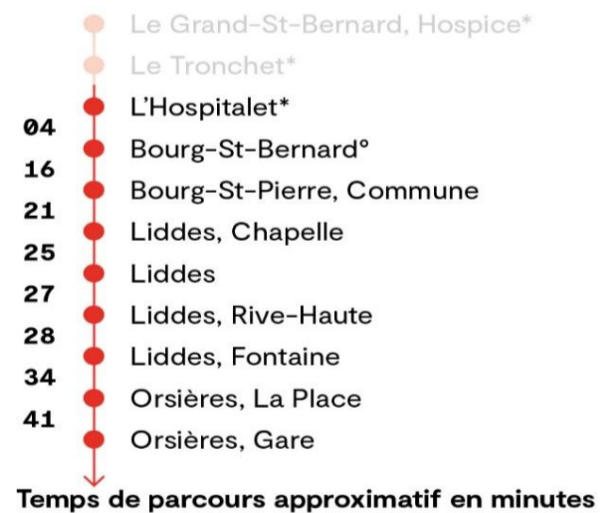 Le Grand-St-Bernard, Hospice*
Le Tronchet*
L'Hospitalet*
04
Bourg-St-Bernard°
16
Bourg-St-Pierre, Commune
21
Liddes, Chapelle
25
Liddes
27
Liddes, Rive-Haute
28
Liddes, Fontaine
34
Orsières, La Place
41
Orsières, Gare
Temps de parcours approximatif en minutes